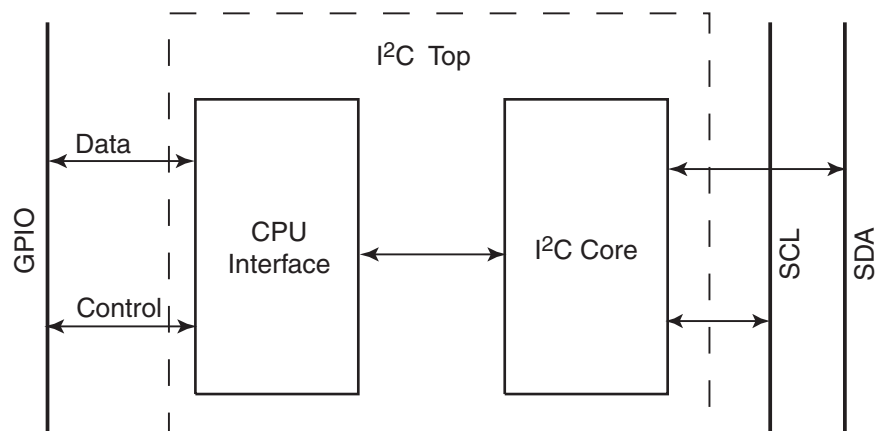 I²C Top
Data
GPIO
CPU
Interface
I²C Core
SCL
SDA
Control